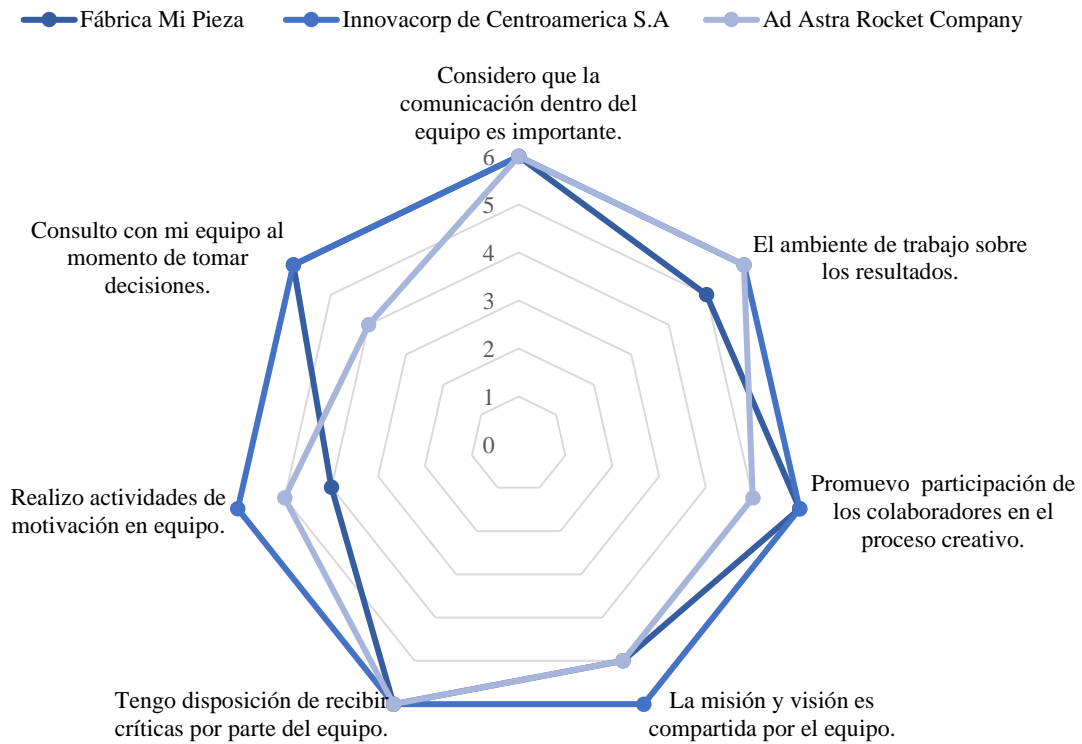 Fábrica Mi Pieza
Innovacorp de Centroamerica S.A
Ad Astra Rocket Company
Considero que la
comunicación dentro del
equipo es importante.
6
5
4
3
2
1
0
El ambiente de trabajo sobre
los resultados.
Promuevo  participación de
los colaboradores en el
proceso creativo.
La misión y visión es
compartida por el equipo.
Tengo disposición de recibir
críticas por parte del equipo.
Realizo actividades de
motivación en equipo.
Consulto con mi equipo al
momento de tomar
decisiones.